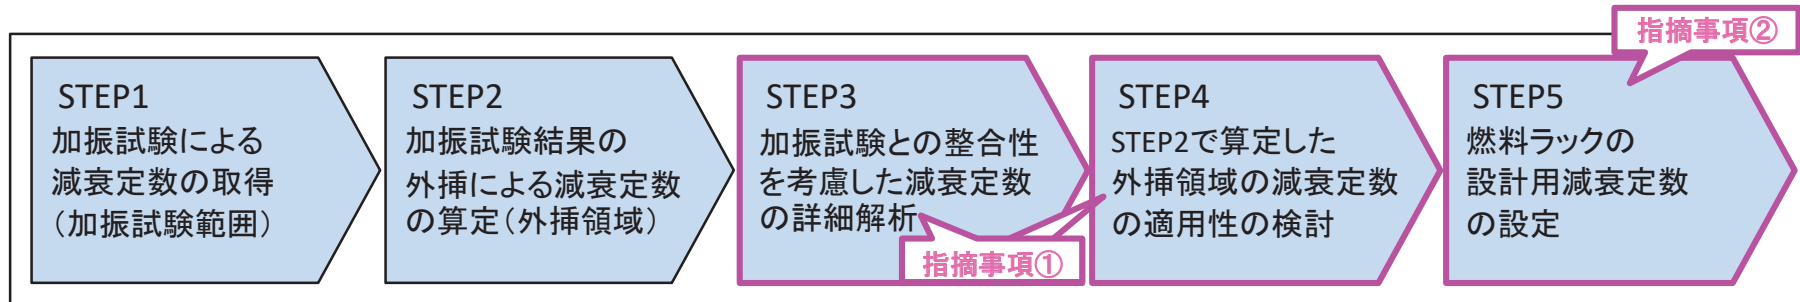 指摘事項②
STEP1
加振試験による
減衰定数の取得
（加振試験範囲）
STEP2
加振試験結果の
外挿による減衰定数
の算定（外挿領域）
STEP3
加振試験との整合性
を考慮した減衰定数
の詳細解析
指摘事項①
STEP4
STEP2で算定した
外挿領域の減衰定数
の適用性の検討
STEP5
燃料ラックの
設計用減衰定数
の設定